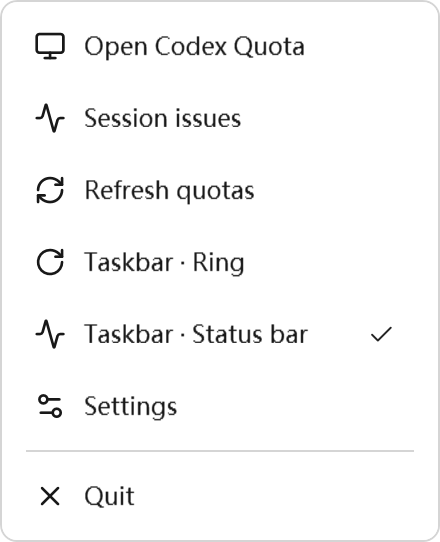 Open Codex Quota
Session issues
Refresh quotas
Taskbar · Ring
Taskbar · Status bar
Settings
Quit